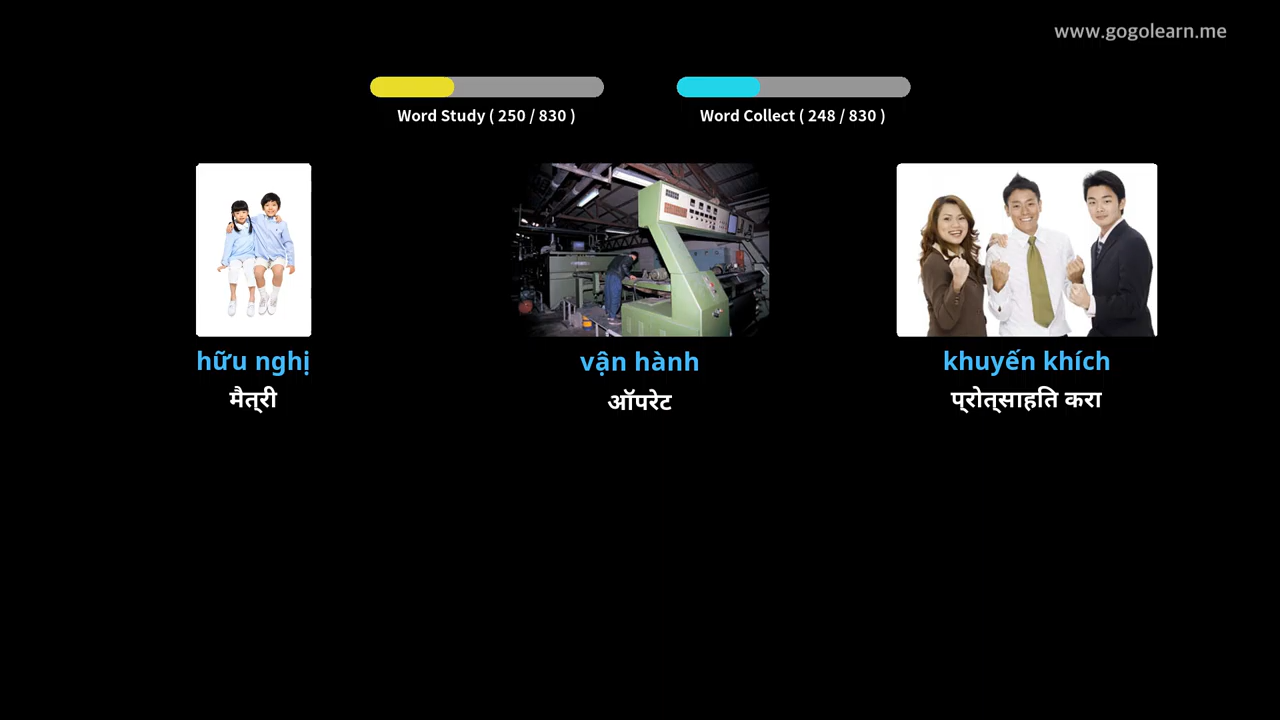 www.gogolearn.me
Word Study ( 250 / 830 )
Word Collect ( 248 / 830 )
hữu nghị
मैत्री
vận hành
ऑपरेट
khuyến khích
प्रोत्साहति करा